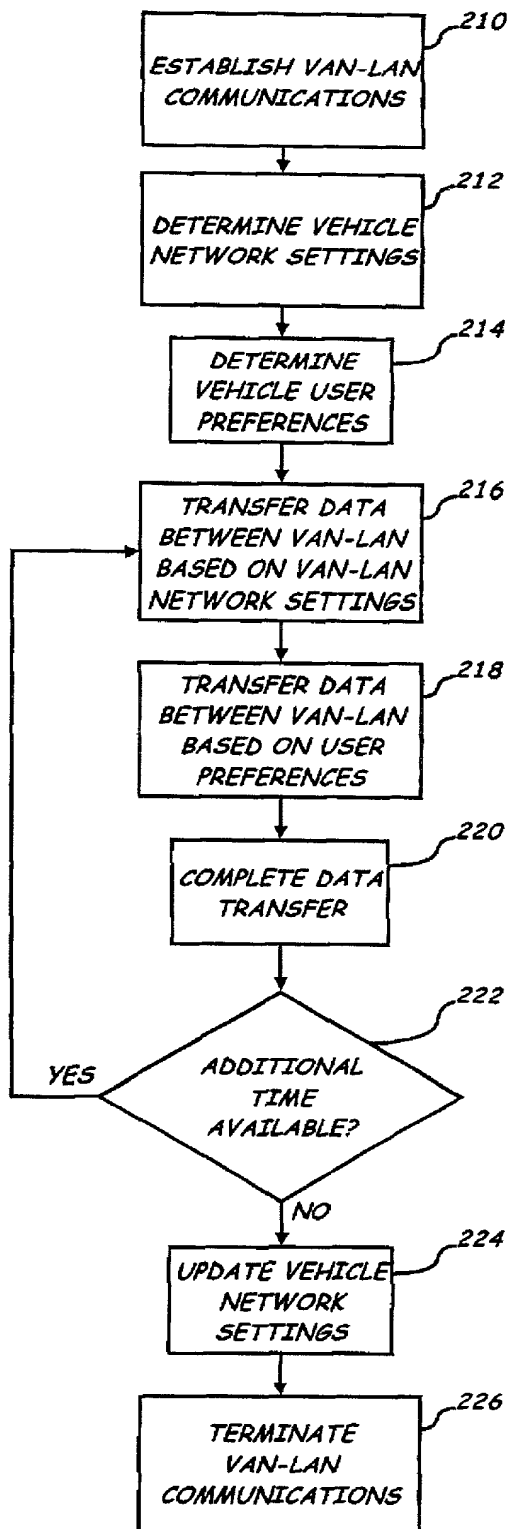 210
ESTABLISH VAN-LAN
COMMUNICATIONS
212
DETERMINE VEHICLE
NETWORK SETTINGS
214
DETERMINE
VEHICLE USER
PREFERENCES
216
TRANSFER DATA
BETWEEN VAN-LAN
BASED ON VAN-LAN
NETWORK SETTINGS
218
TRANSFER DATA
BETWEEN VAN-LAN
BASED ON USER
PREFERENCES
220
COMPLETE DATA
TRANSFER
222
YES
ADDITIONAL
TIME
AVAILABLE?
NO
224
UPDATE VEHICLE
NETWORK
SETTINGS
226
TERMINATE
VAN-LAN
COMMUNICATIONS